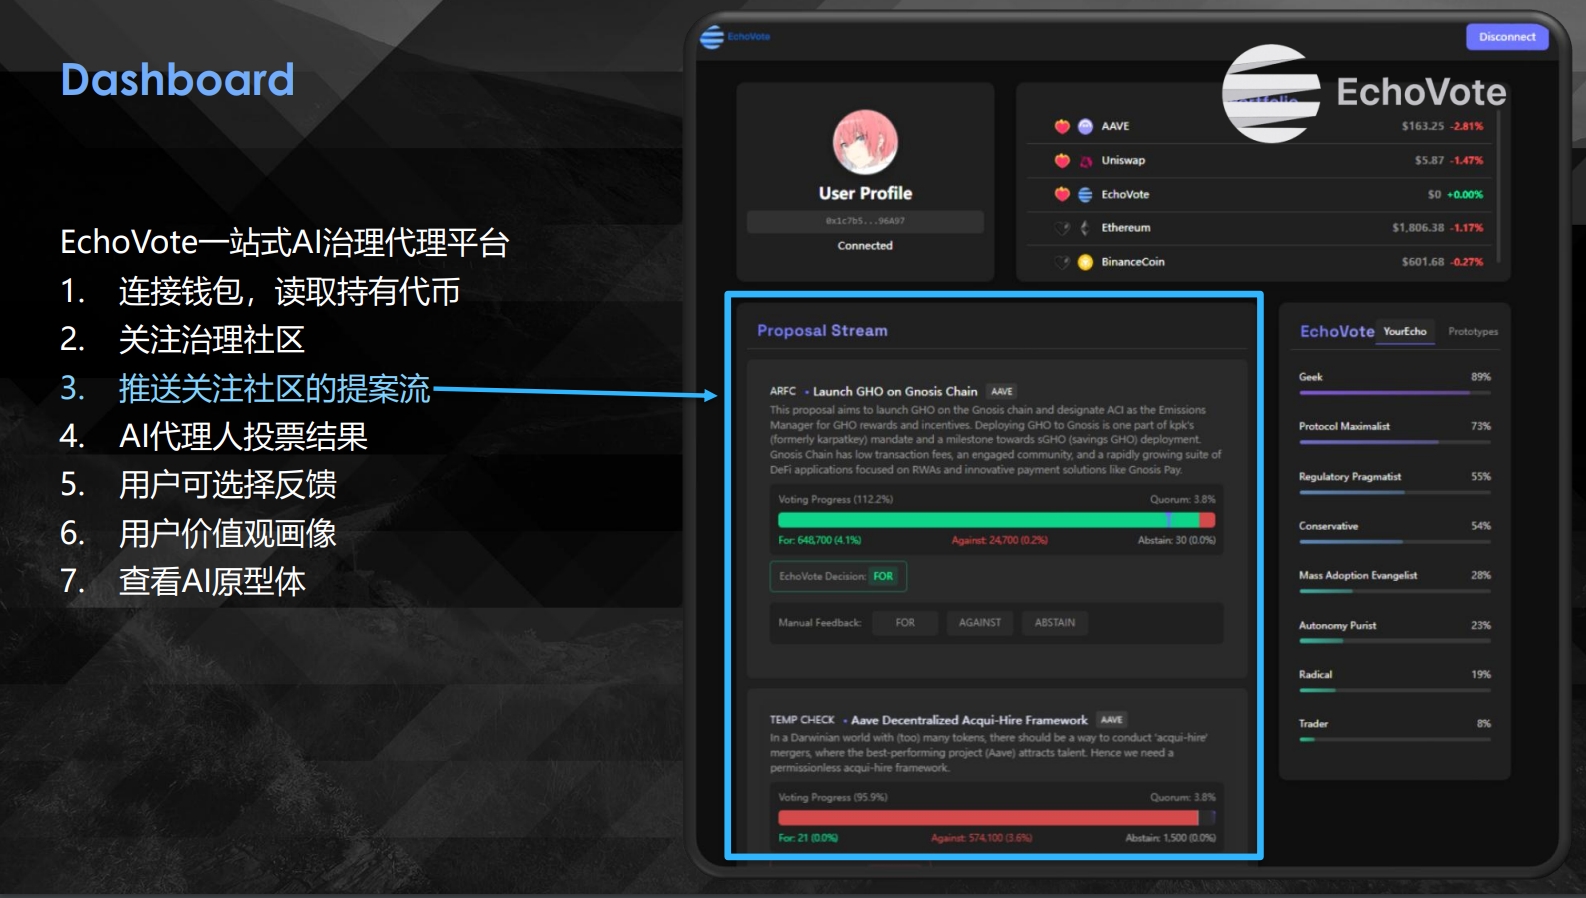 Dashboard
EchoVote一站式AI治理代理平台
1. 连接钱包，读取持有代币
2. 关注治理社区
3. 推送关注社区的提案流
4. AI代理人投票结果
5. 用户可选择反馈
6. 用户价值观画像
7. 查看AI原型体
EchoVote
Disconnect
EchoVote
User Profile
0x1c7b5...96A97
Connected
AAVE $163.25 -2.81%
Uniswap $5.87 -1.47%
EchoVote $0 +0.00%
Ethereum $1,806.38 -1.17%
BinanceCoin $601.68 -0.27%
Proposal Stream
ARFC • Launch GHO on Gnosis Chain AAVE
This proposal aims to launch GHO on the Gnosis chain and designate ACI as the Emissions
Manager for GHO rewards and incentives. Deploying GHO to Gnosis is one part of kpk's
(formerly karpatkey) mandate and a milestone towards sGHO (savings GHO) deployment.
Gnosis Chain has low transaction fees, an engaged community, and a rapidly growing suite of
DeFi applications focused on RWAs and innovative payment solutions like Gnosis Pay.
Voting Progress (112.2%) Quorum: 3.8%
For: 648,700 (4.1%) Against: 24,700 (0.2%) Abstain: 30 (0.0%)
EchoVote Decision: FOR
Manual Feedback: FOR AGAINST ABSTAIN
TEMP CHECK • Aave Decentralized Acqui-Hire Framework AAVE
In a Darwinian world with (too) many tokens, there should be a way to conduct 'acqui-hire'
mergers, where the best-performing project (Aave) attracts talent. Hence we need a
permissionless acqui-hire framework.
Voting Progress (95.9%) Quorum: 3.8%
For: 21 (0.0%) Against: 574,100 (3.6%) Abstain: 1,500 (0.0%)
EchoVote YourEcho Prototypes
Geek 89%
Protocol Maximalist 73%
Regulatory Pragmatist 55%
Conservative 54%
Mass Adoption Evangelist 28%
Autonomy Purist 23%
Radical 19%
Trader 8%